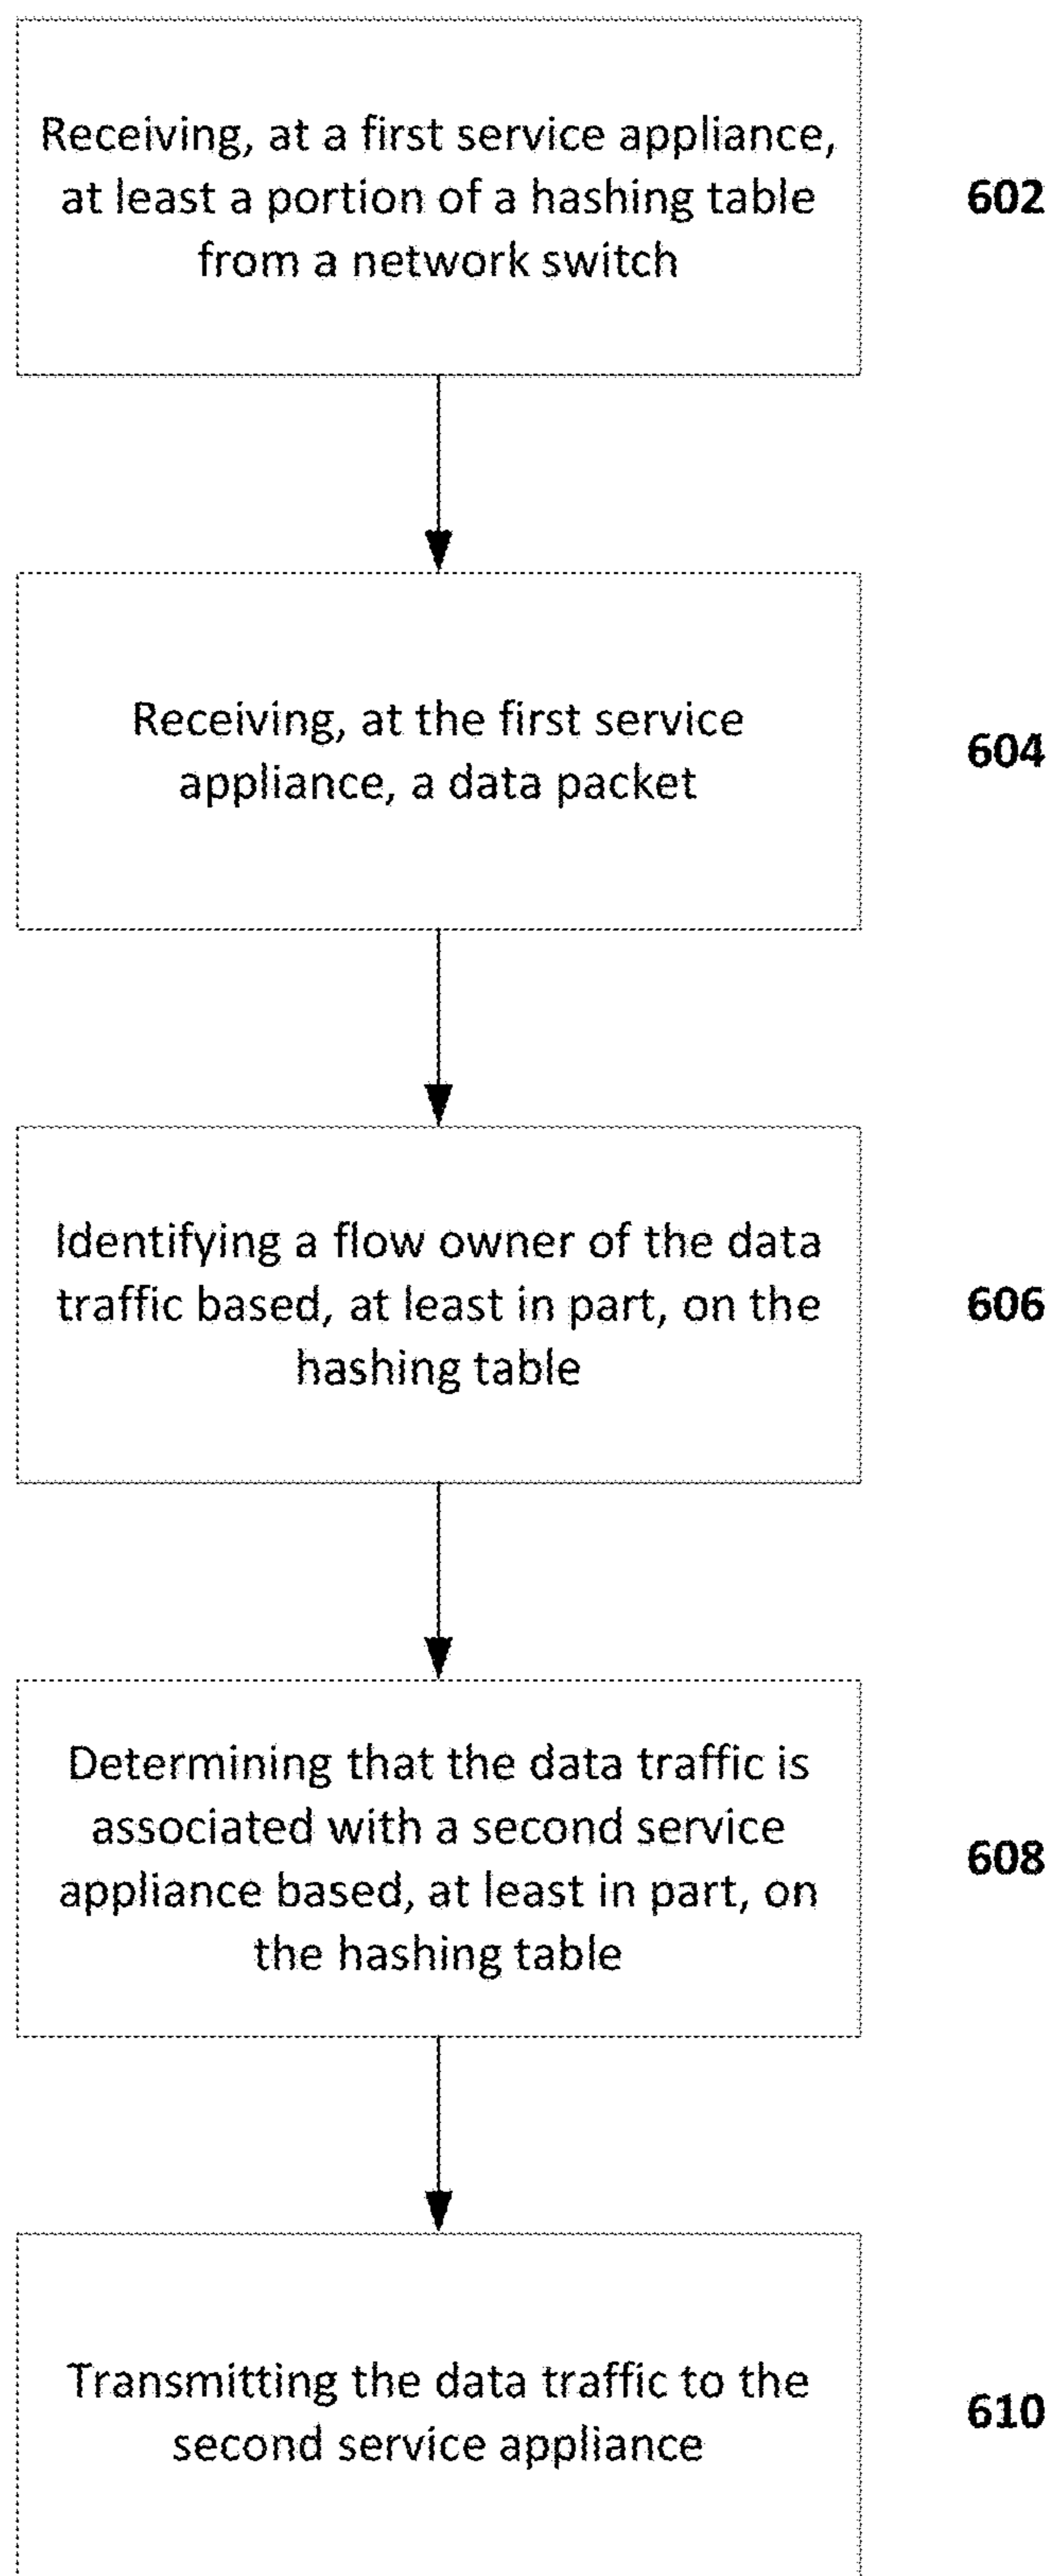 Receiving, at a first service appliance,
at least a portion of a hashing table
from a network switch
602
Receiving, at the first service
appliance, a data packet
604
Identifying a flow owner of the data
traffic based, at least in part, on the
hashing table
606
Determining that the data traffic is
associated with a second service
appliance based, at least in part, on
the hashing table
608
Transmitting the data traffic to the
second service appliance
610